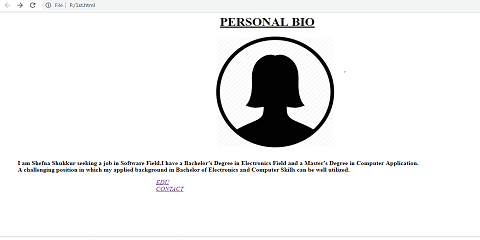 File | F:/1st.html
PERSONAL BIO
I am Shefna Shukkur seeking a job in Software Field.I have a Bachelor's Degree in Electronics Field and a Master's Degree in Computer Application.
A challenging position in which my applied background in Bachelor of Electronics and Computer Skills can be well utilized.
EDU
CONTACT